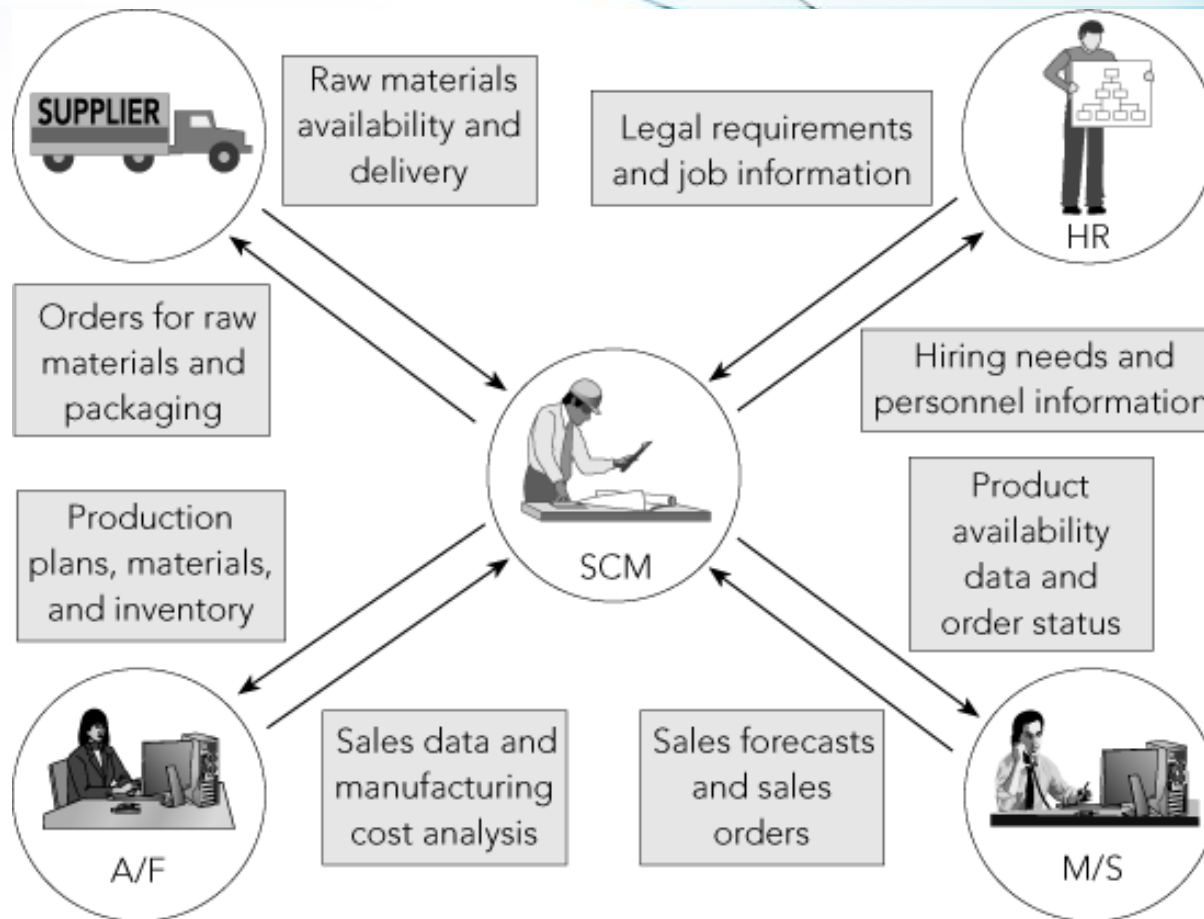 SUPPLIER
Raw materials
availability and
delivery
Legal requirements
and job information
HR
Orders for raw
materials and
packaging
Hiring needs and
personnel information
SCM
Production
plans, materials,
and inventory
Product
availability
data and
order status
A/F
Sales data and
manufacturing
cost analysis
Sales forecasts
and sales
orders
M/S